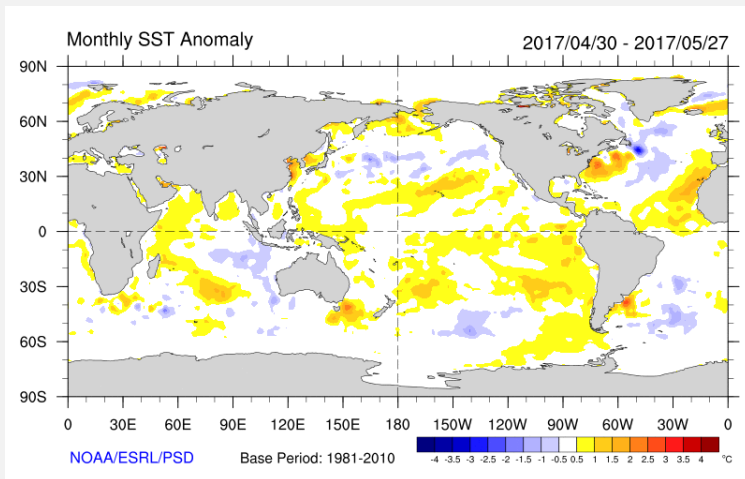 Monthly SST Anomaly 2017/04/30 - 2017/05/27
90N
60N
30N
0
30S
60S
90S
0 30E 60E 90E 120E 150E 180 150W 120W 90W 60W 30W 0
NOAA/ESRL/PSD Base Period: 1981-2010
-4 -3.5 -3 -2.5 -2 -1.5 -1 -0.5 0.5 1 1.5 2 2.5 3 3.5 4 °C